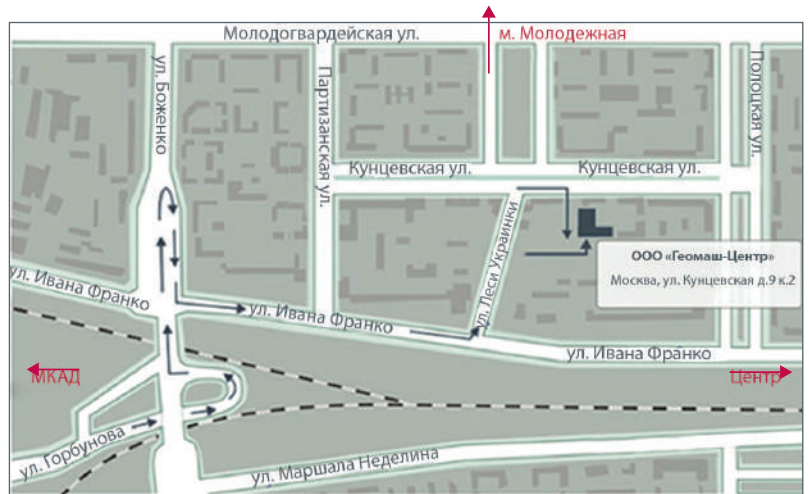 Молодогвардейская ул.
м. Молодежная
ул. Боженко
Партизанская ул.
Полоцкая ул.
Кунцевская ул.
Кунцевская ул.
ул. Леси Украинки
ООО «Геомаш-Центр»
Москва, ул. Кунцевская д.9 к.2
ул. Ивана Франко
ул. Ивана Франко
ул. Ивана Франко
МКАД
Центр
ул. Горбунова
ул. Маршала Неделина